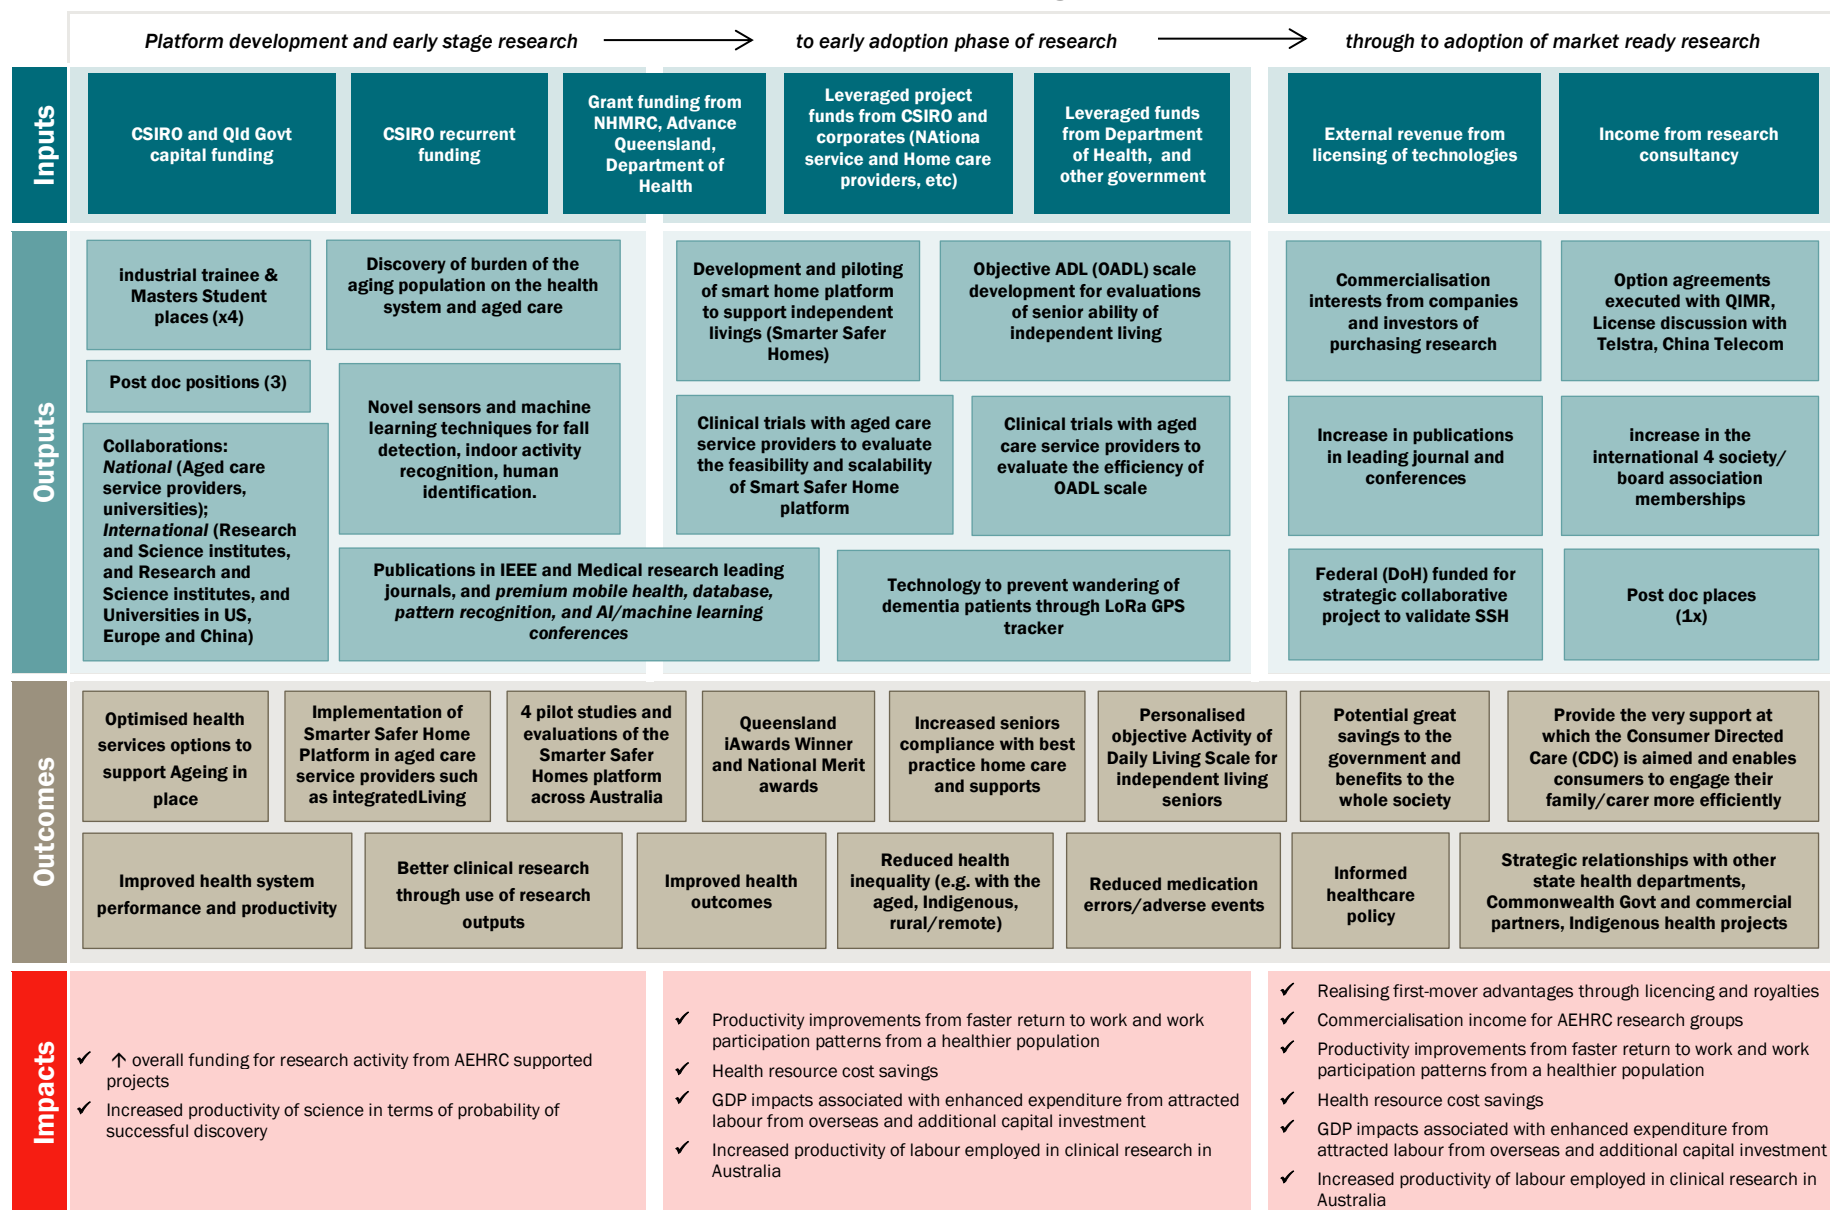 Platform development and early stage research
to early adoption phase of research
through to adoption of market ready research
Inputs
CSIRO and Qld Govt
capital funding
CSIRO recurrent
funding
Grant funding from
NHMRC, Advance
Queensland,
Department of
Health
Leveraged project
funds from CSIRO and
corporates (NAtiona
service and Home care
providers, etc)
Leveraged funds
from Department
of Health, and
other government
External revenue from
licensing of technologies
Income from research
consultancy
Outputs
industrial trainee &
Masters Student
places (x4)
Discovery of burden of the
aging population on the health
system and aged care
Post doc positions (3)
Novel sensors and machine
learning techniques for fall
detection, indoor activity
recognition, human
identification.
Collaborations:
National (Aged care
service providers,
universities);
International (Research
and Science institutes,
and Research and
Science institutes, and
Universities in US,
Europe and China)
Publications in IEEE and Medical research leading
journals, and premium mobile health, database,
pattern recognition, and AI/machine learning
conferences
Development and piloting
of smart home platform
to support independent
livings (Smarter Safer
Homes)
Objective ADL (OADL) scale
development for evaluations
of senior ability of
independent living
Clinical trials with aged care
service providers to evaluate
the feasibility and scalability
of Smart Safer Home
platform
Clinical trials with aged
care service providers to
evaluate the efficiency of
OADL scale
Technology to prevent wandering of
dementia patients through LoRa GPS
tracker
Commercialisation
interests from companies
and investors of
purchasing research
Option agreements
executed with QIMR,
License discussion with
Telstra, China Telecom
Increase in publications
in leading journal and
conferences
increase in the
international 4 society/
board association
memberships
Federal (DoH) funded for
strategic collaborative
project to validate SSH
Post doc places
(1x)
Outcomes
Optimised health
services options to
support Ageing in
place
Implementation of
Smarter Safer Home
Platform in aged care
service providers such
as integratedLiving
4 pilot studies and
evaluations of the
Smarter Safer
Homes platform
across Australia
Queensland
iAwards Winner
and National Merit
awards
Increased seniors
compliance with best
practice home care
and supports
Personalised
objective Activity of
Daily Living Scale for
independent living
seniors
Potential great
savings to the
government and
benefits to the
whole society
Provide the very support at
which the Consumer Directed
Care (CDC) is aimed and enables
consumers to engage their
family/carer more efficiently
Improved health system
performance and productivity
Better clinical research
through use of research
outputs
Improved health
outcomes
Reduced health
inequality (e.g. with the
aged, Indigenous,
rural/remote)
Reduced medication
errors/adverse events
Informed
healthcare
policy
Strategic relationships with other
state health departments,
Commonwealth Govt and commercial
partners, Indigenous health projects
Impacts
✓ ↑ overall funding for research activity from AEHRC supported
projects
✓ Increased productivity of science in terms of probability of
successful discovery
✓ Productivity improvements from faster return to work and work
participation patterns from a healthier population
✓ Health resource cost savings
✓ GDP impacts associated with enhanced expenditure from attracted
labour from overseas and additional capital investment
✓ Increased productivity of labour employed in clinical research in
Australia
✓ Realising first-mover advantages through licencing and royalties
✓ Commercialisation income for AEHRC research groups
✓ Productivity improvements from faster return to work and work
participation patterns from a healthier population
✓ Health resource cost savings
✓ GDP impacts associated with enhanced expenditure from
attracted labour from overseas and additional capital investment
✓ Increased productivity of labour employed in clinical research in
Australia